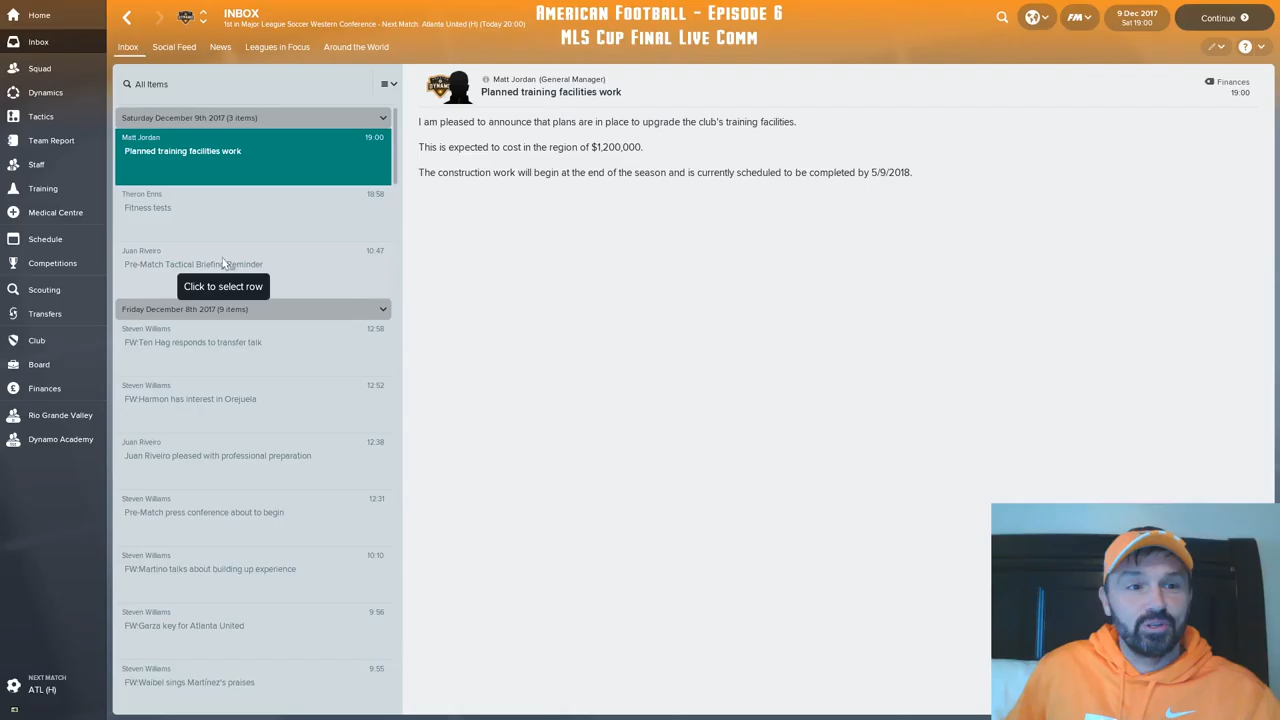 American Football - Episode 6
MLS Cup Final Live Comm
INBOX
1st in Major League Soccer Western Conference - Next Match: Atlanta United (H) (Today 20:00)
FM
9 Dec 2017
Sat 19:00
Continue
Inbox
Social Feed
News
Leagues in Focus
Around the World
?
Home
Inbox
Squad
Dynamics
Tactics
Team Report
Staff
Training
Medical Centre
Schedule
Competitions
Scouting
Transfers
Club
Board
Finances
Rio Grande Valley
Dynamo Academy
NEXT MATCH
ATL (H)
All Items
Saturday December 9th 2017 (3 items)
Matt Jordan 19:00
Planned training facilities work
Theron Enns 18:58
Fitness tests
Juan Riveiro 10:47
Pre-Match Tactical Briefing Reminder
Click to select row
Friday December 8th 2017 (9 items)
Steven Williams 12:58
FW:Ten Hag responds to transfer talk
Steven Williams 12:52
FW:Harmon has interest in Orejuela
Juan Riveiro 12:38
Juan Riveiro pleased with professional preparation
Steven Williams 12:31
Pre-Match press conference about to begin
Steven Williams 10:10
FW:Martino talks about building up experience
Steven Williams 9:56
FW:Garza key for Atlanta United
Steven Williams 9:55
FW:Waibel sings Martínez's praises
Matt Jordan (General Manager)
Planned training facilities work
Finances
19:00
I am pleased to announce that plans are in place to upgrade the club's training facilities.
This is expected to cost in the region of $1,200,000.
The construction work will begin at the end of the season and is currently scheduled to be completed by 5/9/2018.